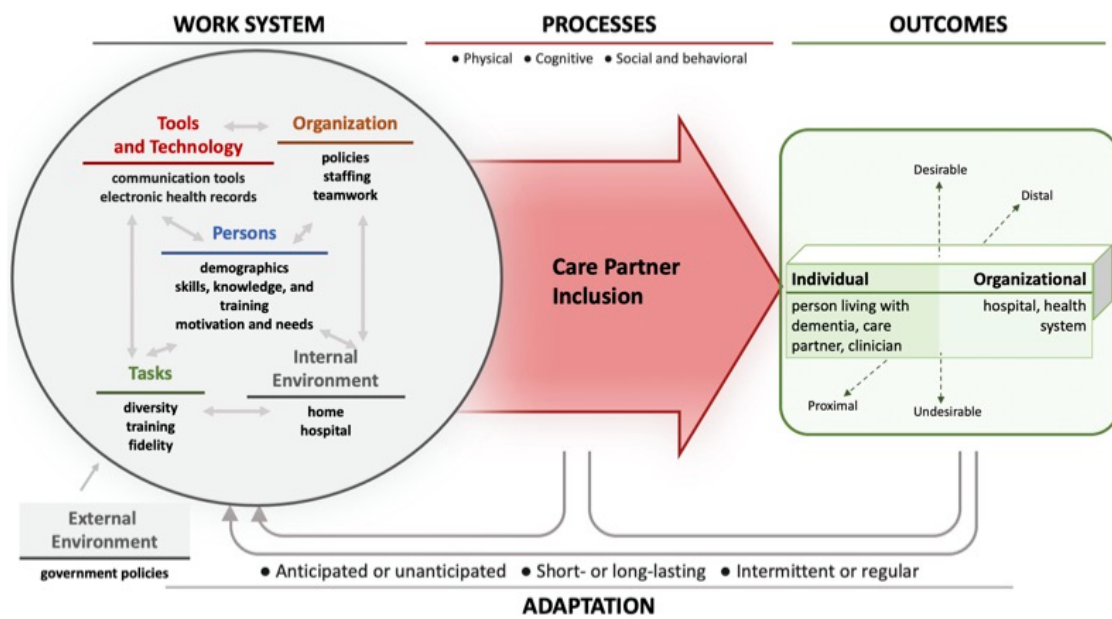 WORK SYSTEM
PROCESSES
OUTCOMES
● Physical ● Cognitive ● Social and behavioral
Tools
and Technology
communication tools
electronic health records
Organization
policies
staffing
teamwork
Persons
demographics
skills, knowledge, and
training
motivation and needs
Tasks
diversity
training
fidelity
Internal
Environment
home
hospital
External
Environment
government policies
Care Partner
Inclusion
Desirable
Distal
Individual
person living with
dementia, care
partner, clinician
Organizational
hospital, health
system
Proximal
Undesirable
● Anticipated or unanticipated ● Short- or long-lasting ● Intermittent or regular
ADAPTATION